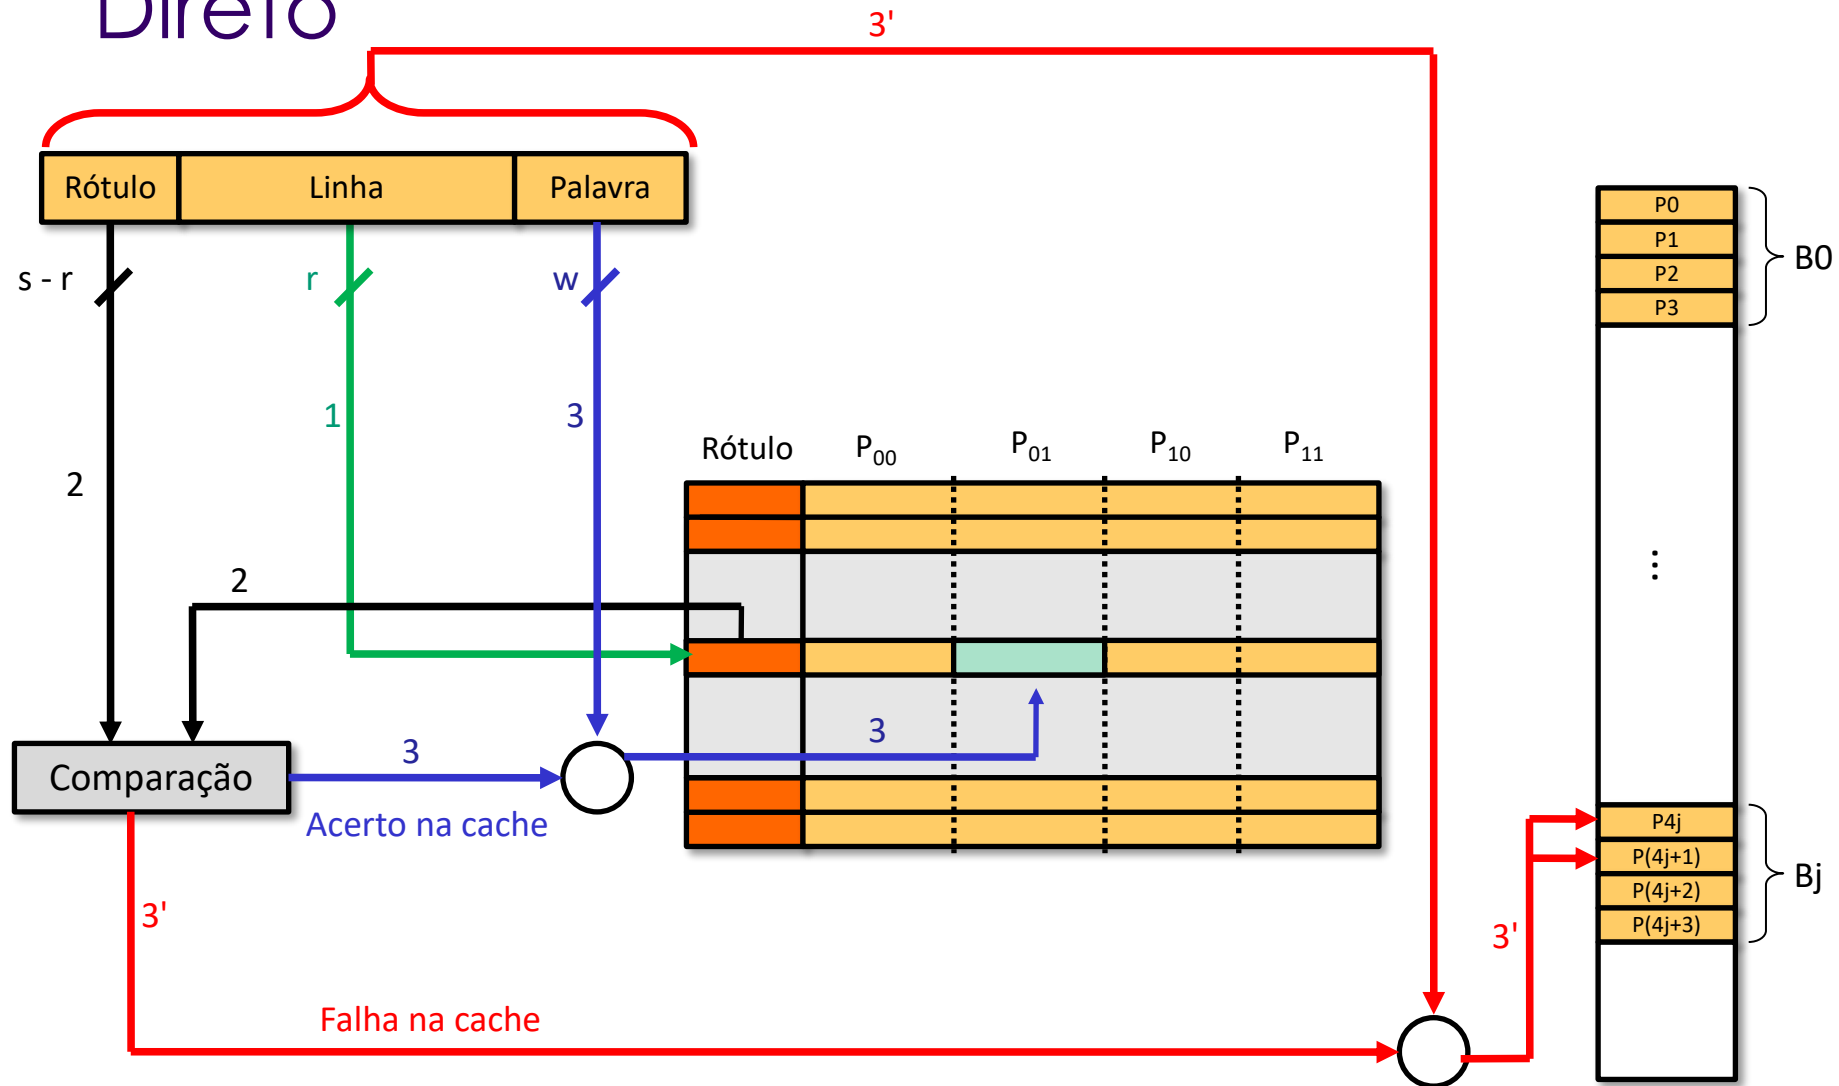 Direto
3'
Rótulo Linha Palavra
s - r r w
1 3
2
Rótulo P00 P01 P10 P11
2
3 3
Comparação
Acerto na cache
3'
Falha na cache
3'
P0
P1
P2
P3
B0
...
P4j
P(4j+1)
P(4j+2)
P(4j+3)
Bj